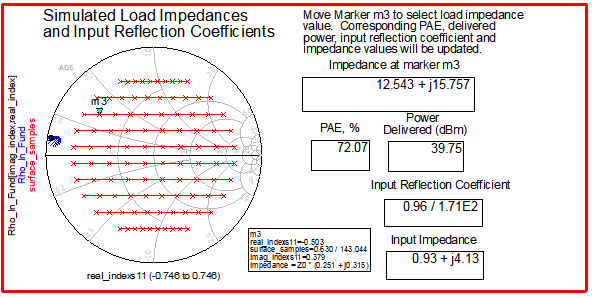 Simulated Load Impedances
and Input Reflection Coefficients
Move Marker m3 to select load impedance
value. Corresponding PAE, delivered
power, input reflection coefficient and
impedance values will be updated.
Impedance at marker m3
12.543 + j15.757
PAE, %
72.07
Power
Delivered (dBm)
39.75
Input Reflection Coefficient
0.96 / 1.71E2
Input Impedance
0.93 + j4.13
ADS
m3
Rho_In_Fund[imag_index,real_index]
Rho_In_Fund
surface_samples
real_indexs11 (-0.746 to 0.746)
m3
real_indexs11=-0.503
surface_samples=0.630 / 143.044
imag_indexs11=0.379
impedance = Z0 * (0.251 + j0.315)